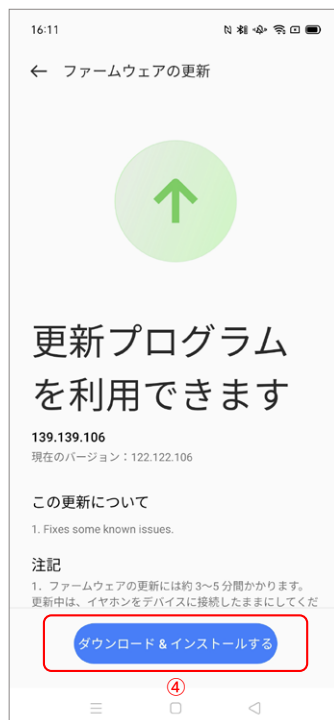 16:11
ファームウェアの更新
更新プログラム
を利用できます
139.139.106
現在のバージョン：122.122.106
この更新について
1. Fixes some known issues.
注記
1．ファームウェアの更新には約 3~5 分間かかります。
更新中は、イヤホンをデバイスに接続したままにしてくだ
ダウンロード & インストールする
④